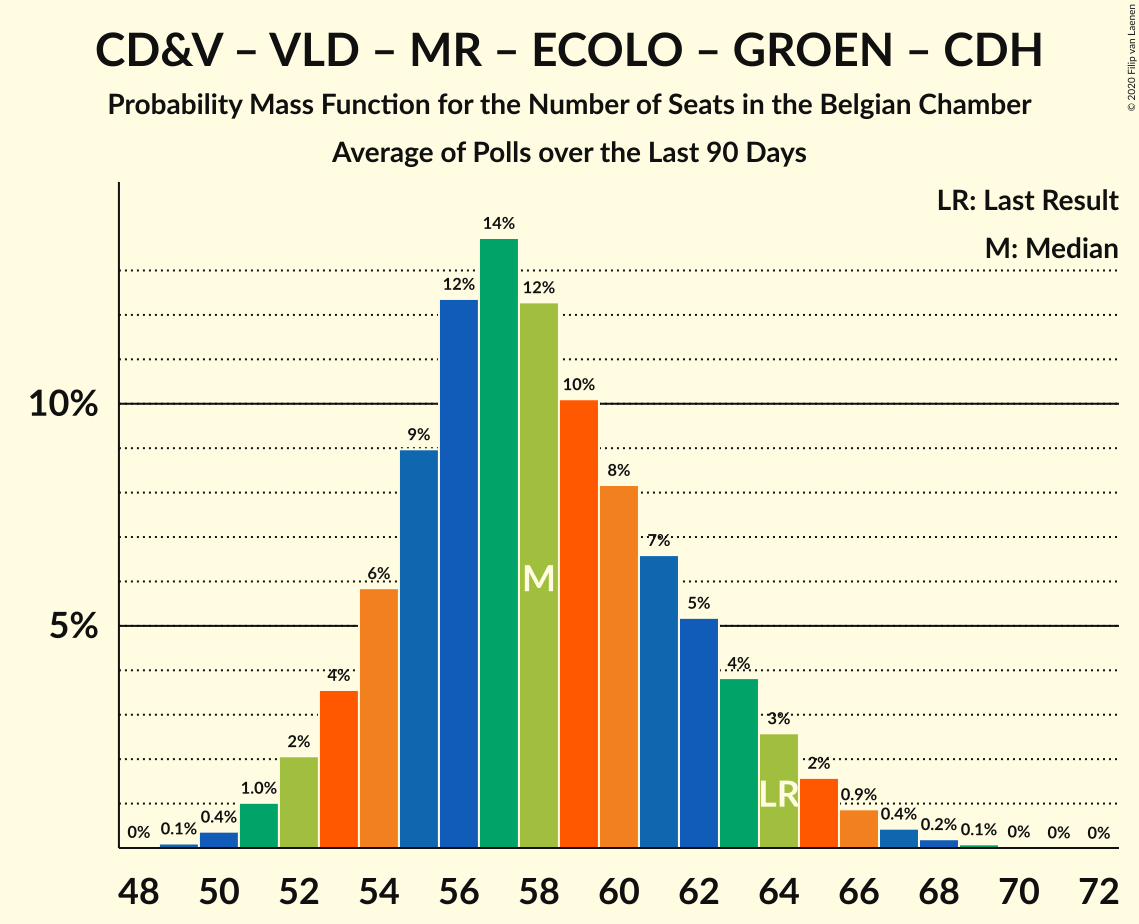 CD&V – VLD – MR – ECOLO – GROEN – CDH
Probability Mass Function for the Number of Seats in the Belgian Chamber
Average of Polls over the Last 90 Days
© 2020 Filip van Laenen
LR: Last Result
M: Median
10%
5%
0% 0.1% 0.4% 1.0% 2% 4% 6% 9% 12% 14% 12% 10% 8% 7% 5% 4% 3% 2% 0.9% 0.4% 0.2% 0.1% 0% 0% 0%
M
LR
48 50 52 54 56 58 60 62 64 66 68 70 72